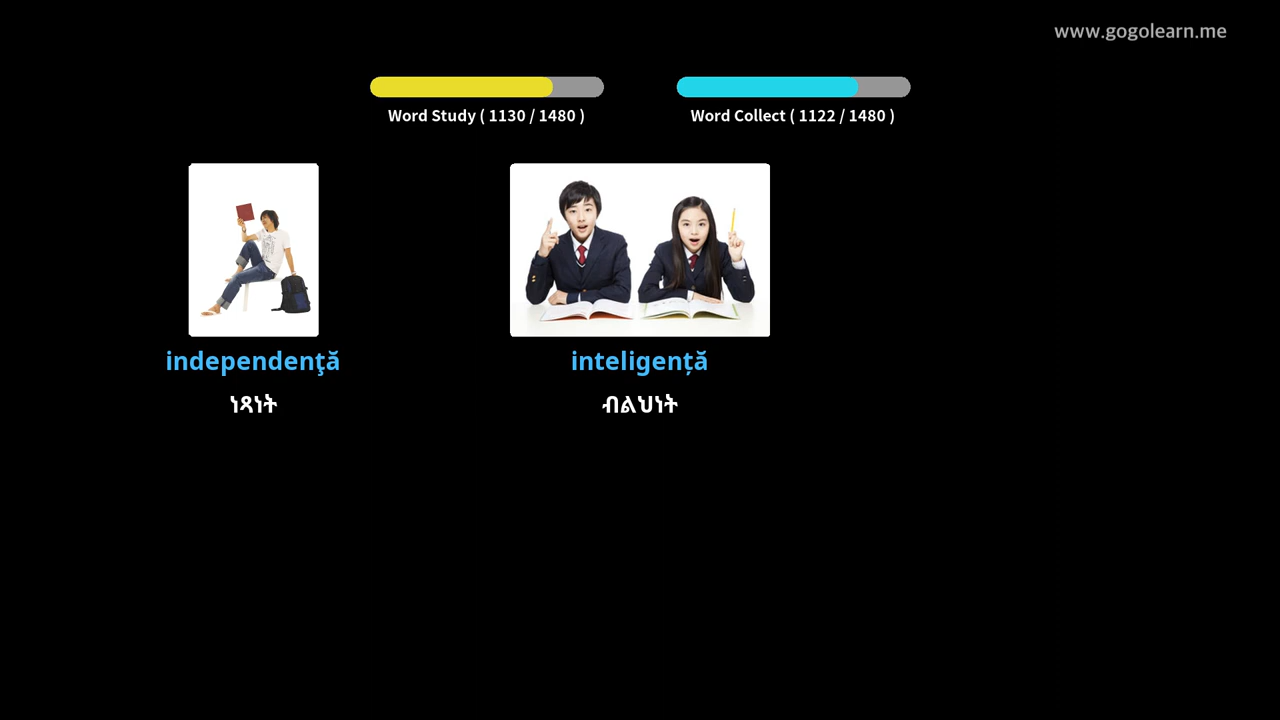 www.gogolearn.me
Word Study ( 1130 / 1480 )
Word Collect ( 1122 / 1480 )
independenţă
inteligență
ነጻነት
ብልህነት